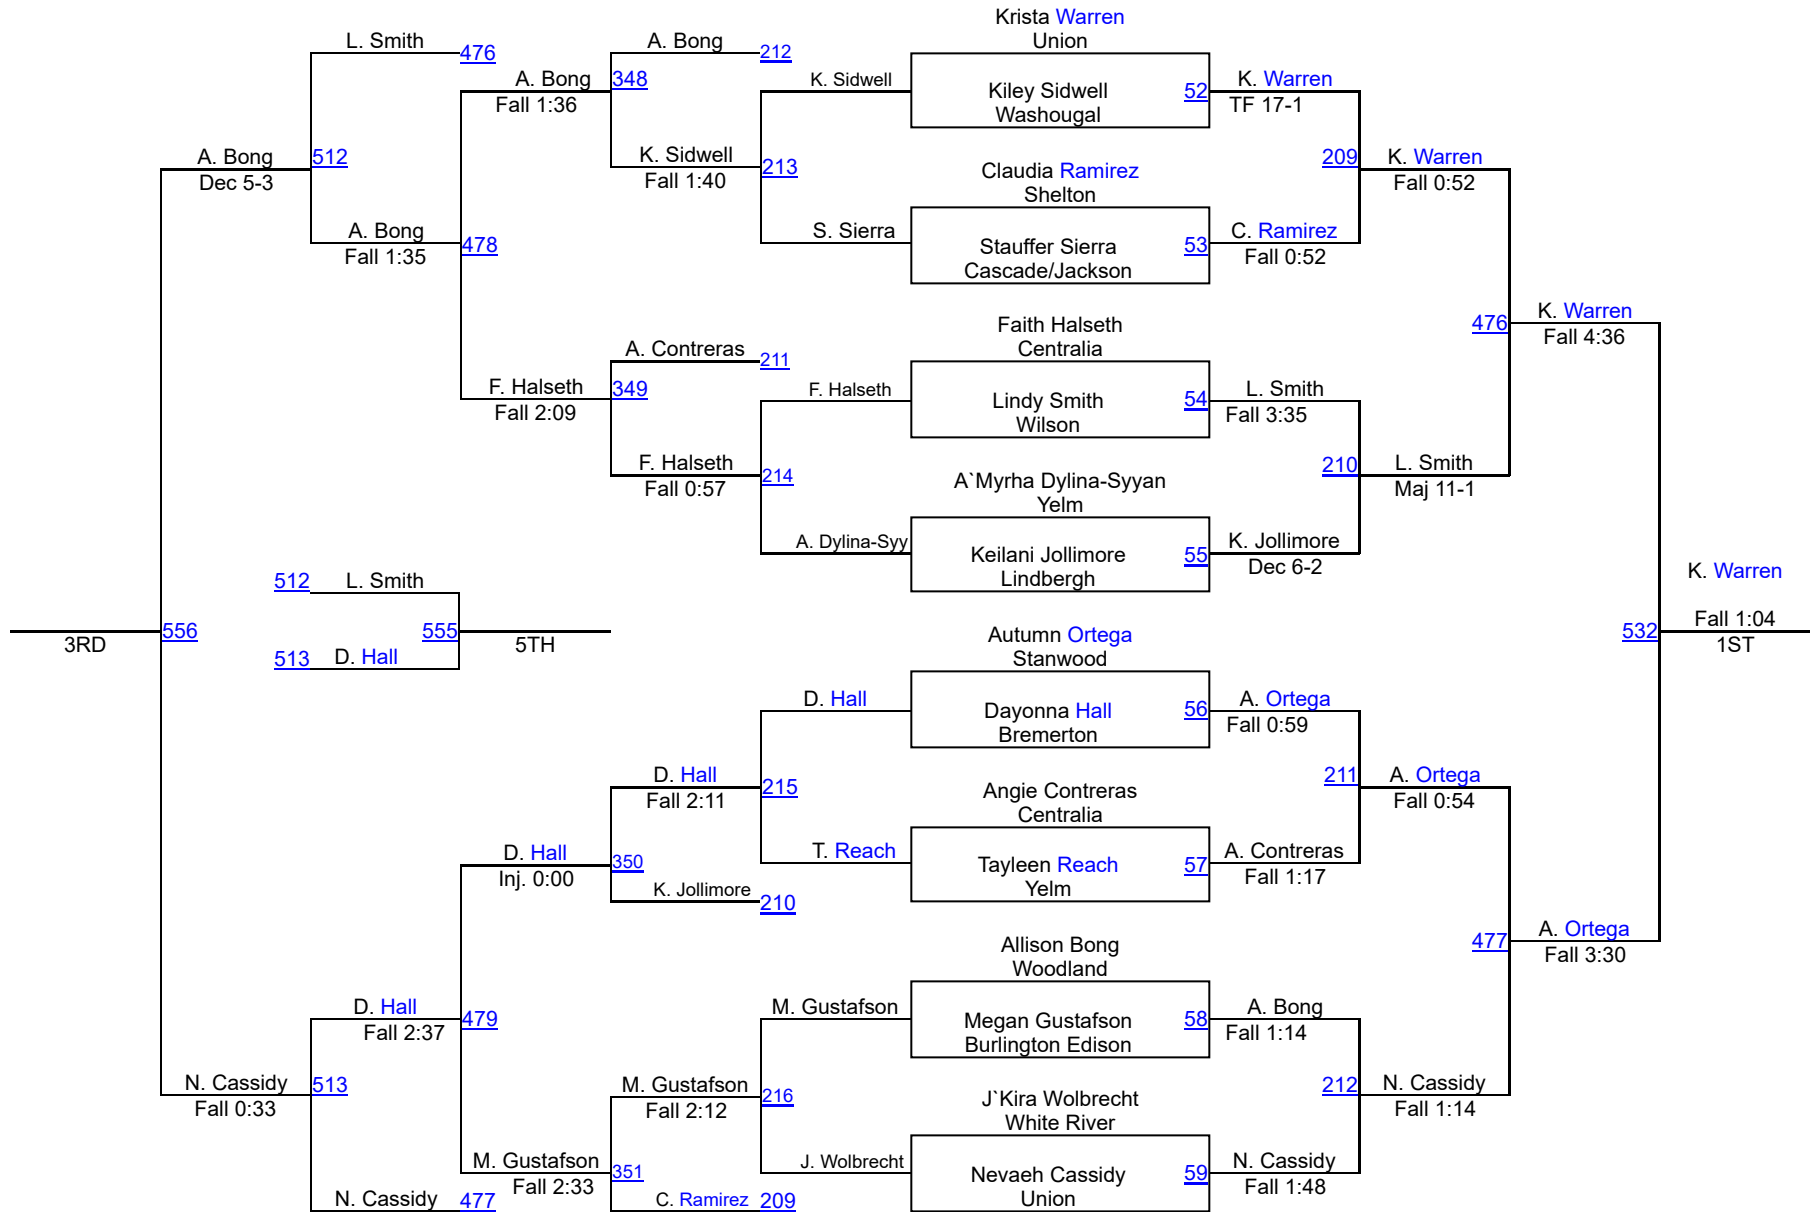 Krista Warren
Union
L. Smith
476
A. Bong
212
A. Bong
348
Fall 1:36
K. Sidwell
Kiley Sidwell
Washougal
52
K. Warren
TF 17-1
A. Bong
Dec 5-3
512
K. Sidwell
Fall 1:40
213
Claudia Ramirez
Shelton
209
K. Warren
Fall 0:52
A. Bong
Fall 1:35
478
S. Sierra
Stauffer Sierra
Cascade/Jackson
53
C. Ramirez
Fall 0:52
Faith Halseth
Centralia
476
K. Warren
Fall 4:36
A. Contreras
211
F. Halseth
Fall 2:09
349
F. Halseth
Lindy Smith
Wilson
54
L. Smith
Fall 3:35
F. Halseth
Fall 0:57
214
A`Myrha Dylina-Syyan
Yelm
210
L. Smith
Maj 11-1
A. Dylina-Syy
Keilani Jollimore
Lindbergh
55
K. Jollimore
Dec 6-2
512
L. Smith
K. Warren
Fall 1:04
3RD
556
555
5TH
532
1ST
513
D. Hall
Autumn Ortega
Stanwood
D. Hall
Dayonna Hall
Bremerton
56
A. Ortega
Fall 0:59
D. Hall
Fall 2:11
215
Angie Contreras
Centralia
211
A. Ortega
Fall 0:54
D. Hall
Inj. 0:00
350
T. Reach
Tayleen Reach
Yelm
57
A. Contreras
Fall 1:17
K. Jollimore
210
Allison Bong
Woodland
477
A. Ortega
Fall 3:30
D. Hall
Fall 2:37
479
M. Gustafson
Megan Gustafson
Burlington Edison
58
A. Bong
Fall 1:14
N. Cassidy
Fall 0:33
513
M. Gustafson
Fall 2:12
216
J`Kira Wolbrecht
White River
212
N. Cassidy
Fall 1:14
M. Gustafson
Fall 2:33
351
J. Wolbrecht
Nevaeh Cassidy
Union
59
N. Cassidy
Fall 1:48
N. Cassidy
477
C. Ramirez
209